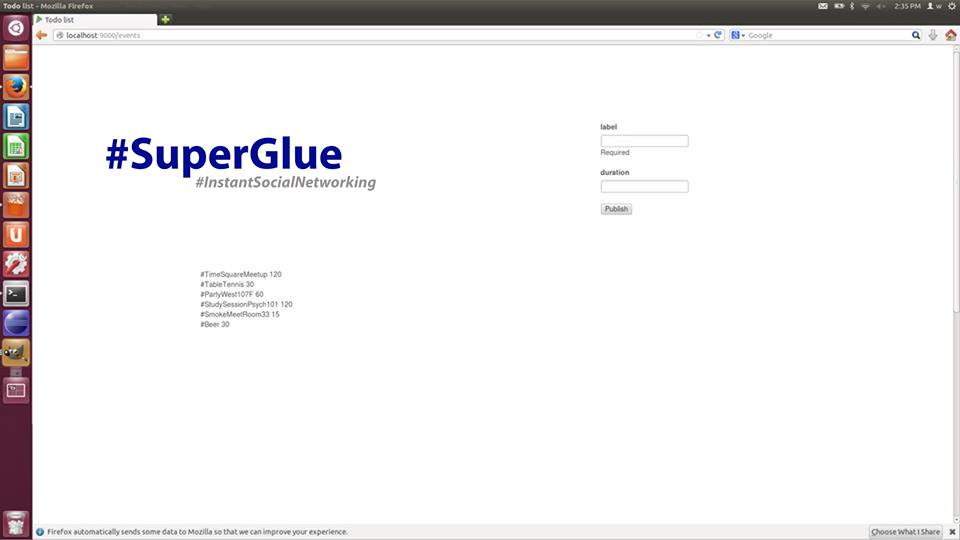 Todo list - Mozilla Firefox
2:35 PM
w
Todo list
localhost:9000/events
Google
#SuperGlue
#InstantSocialNetworking
label
Required
duration
Publish
#TimeSquareMeetup 120
#TableTennis 30
#PartyWest107F 60
#StudySessionPsych101 120
#SmokeMeetRoom33 15
#Beer 30
Firefox automatically sends some data to Mozilla so that we can improve your experience.
Choose What I Share